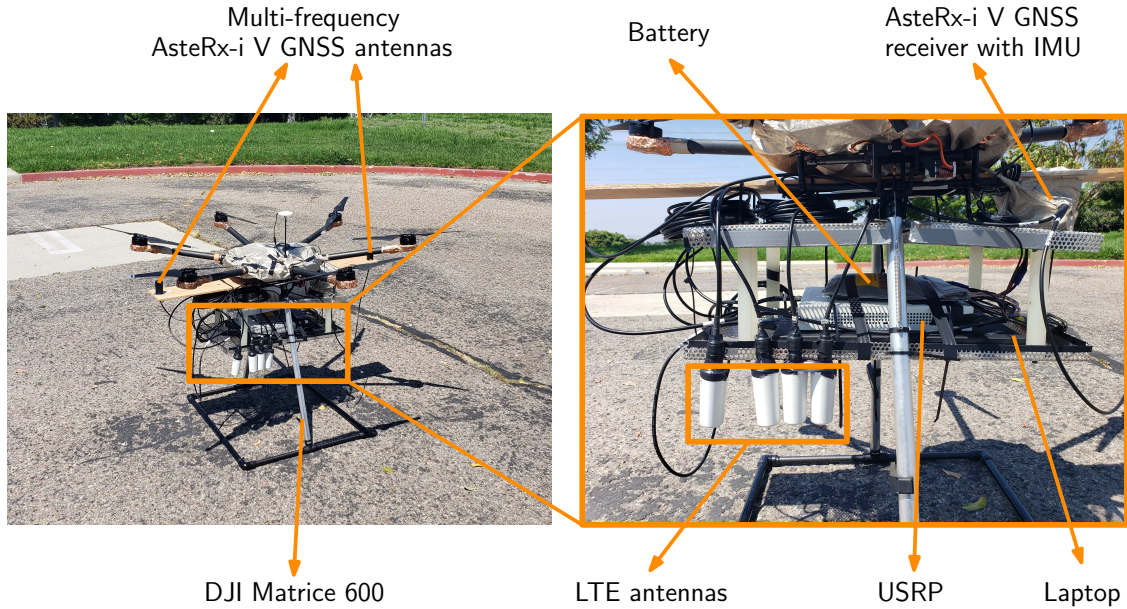 Multi-frequency
AsteRx-i V GNSS antennas
Battery
AsteRx-i V GNSS
receiver with IMU
DJI Matrice 600
LTE antennas
USRP
Laptop